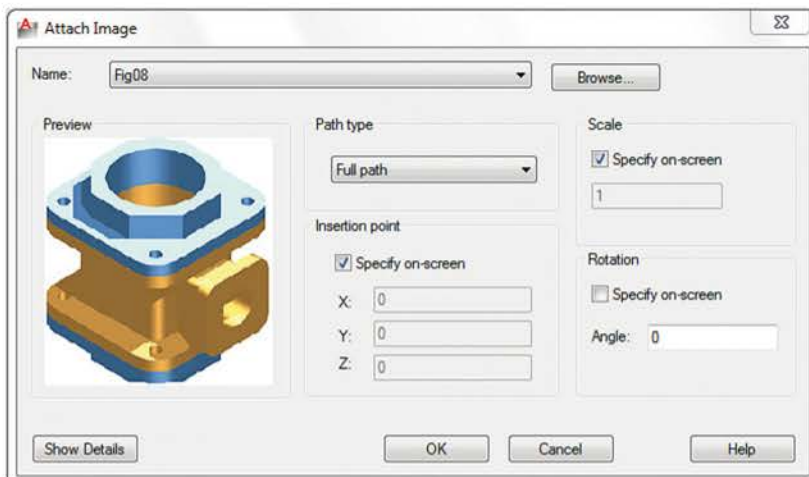 Attach Image
Name: Fig08 Browse...
Preview
Path type
Full path
Insertion point
Specify on-screen
X: 0
Y: 0
Z: 0
Scale
Specify on-screen
1
Rotation
Specify on-screen
Angle: 0
Show Details OK Cancel Help